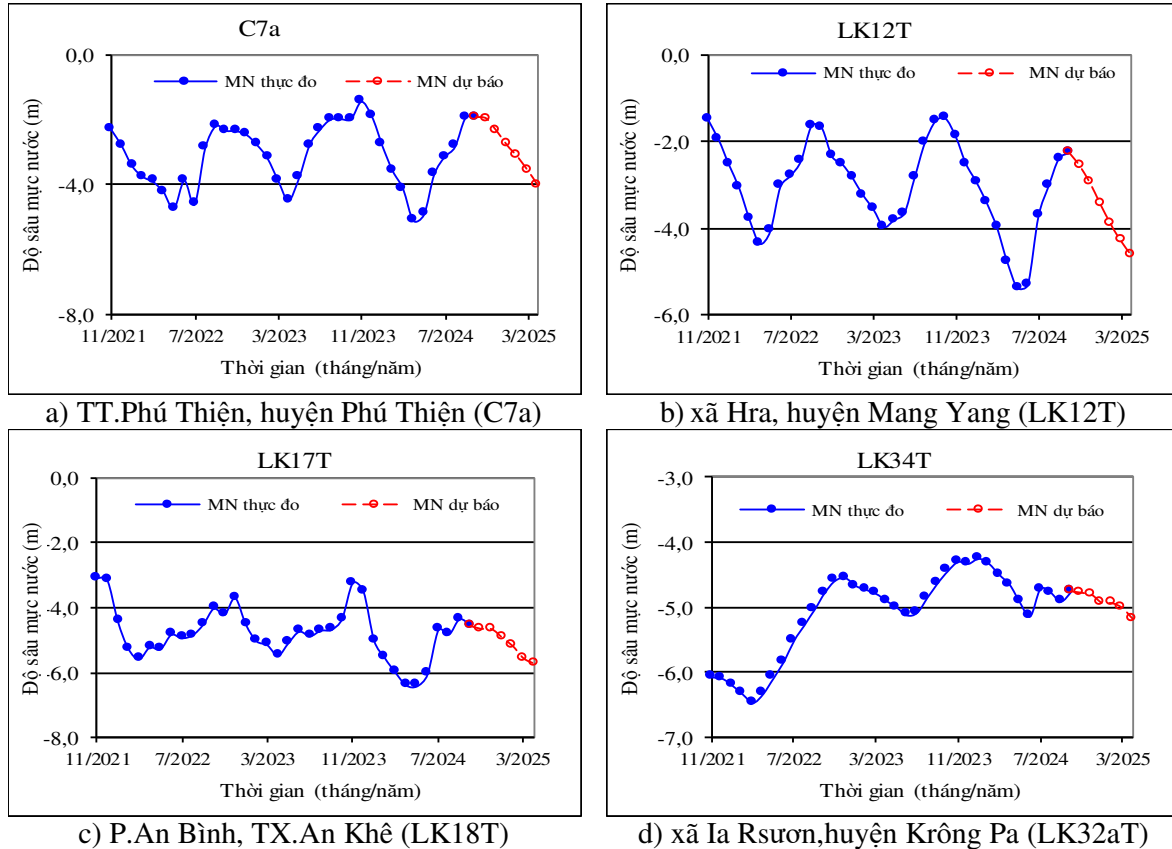 C7a
0,0
-4,0
-8,0
MN thực đo
MN dự báo
Độ sâu mực nước (m)
11/2021 7/2022 3/2023 11/2023 7/2024 3/2025
Thời gian (tháng/năm)
a) TT.Phú Thiện, huyện Phú Thiện (C7a)
LK12T
0,0
-2,0
-4,0
-6,0
MN thực đo
MN dự báo
Độ sâu mực nước (m)
11/2021 7/2022 3/2023 11/2023 7/2024 3/2025
Thời gian (tháng/năm)
b) xã Hra, huyện Mang Yang (LK12T)
LK17T
0,0
-2,0
-4,0
-6,0
-8,0
MN thực đo
MN dự báo
Độ sâu mực nước (m)
11/2021 7/2022 11/2023 7/2024 3/2025
Thời gian (tháng/năm)
c) P.An Bình, TX.An Khê (LK18T)
LK34T
-3,0
-4,0
-5,0
-6,0
-7,0
MN thực đo
MN dự báo
Độ sâu mực nước (m)
11/2021 7/2022 3/2023 11/2023 7/2024 3/2025
Thời gian (tháng/năm)
d) xã Ia Rsươn,huyện Krông Pa (LK32aT)